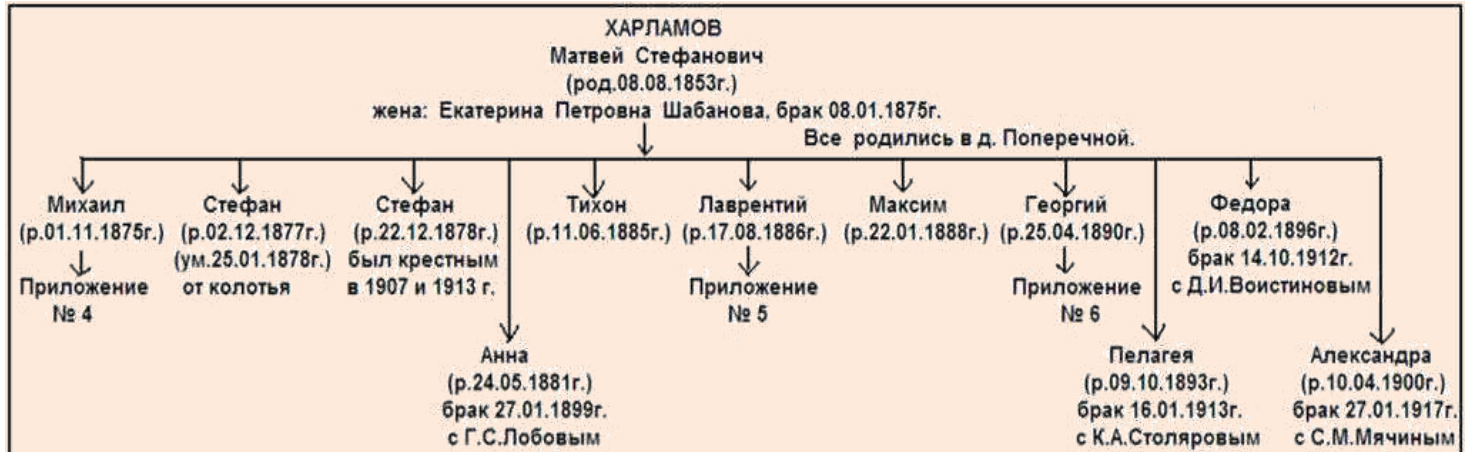 ХАРЛАМОВ
Матвей Стефанович
(род.08.08.1853г.)
жена: Екатерина Петровна Шабанова, брак 08.01.1875г.
Все родились в д. Поперечной.
Михаил
(р.01.11.1875г.)
Приложение
№ 4
Стефан
(р.02.12.1877г.)
(ум.25.01.1878г.)
от колотья
Стефан
(р.22.12.1878г.)
был крестным
в 1907 и 1913 г.
Анна
(р.24.05.1881г.)
брак 27.01.1899г.
с Г.С.Лобовым
Тихон
(р.11.06.1885г.)
Лаврентий
(р.17.08.1886г.)
Приложение
№ 5
Максим
(р.22.01.1888г.)
Георгий
(р.25.04.1890г.)
Приложение
№ 6
Пелагея
(р.09.10.1893г.)
брак 16.01.1913г.
с К.А.Столяровым
Федора
(р.08.02.1896г.)
брак 14.10.1912г.
с Д.И.Воистиновым
Александра
(р.10.04.1900г.)
брак 27.01.1917г.
с С.М.Мячиным